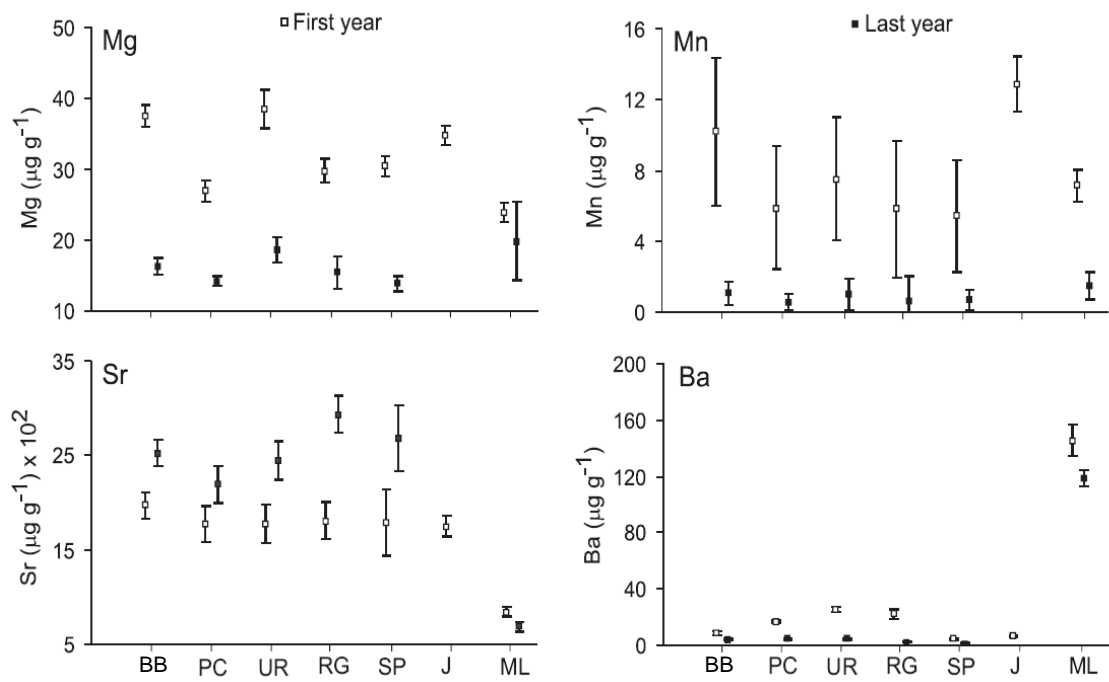 First year
Last year
Mg
Mg (µg g⁻¹)
50
40
30
20
10
Mn
Mn (µg g⁻¹)
16
12
8
4
0
Sr
Sr (µg g⁻¹) x 10²
35
25
15
5
BB PC UR RG SP J ML
Ba
Ba (µg g⁻¹)
200
160
120
80
40
0
BB PC UR RG SP J ML